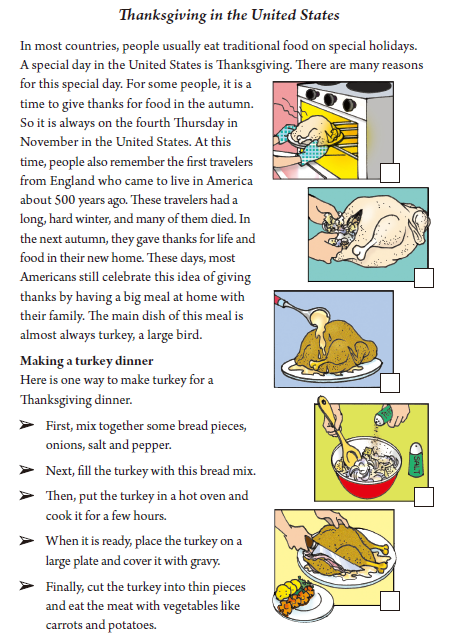 Thanksgiving in the United States
In most countries, people usually eat traditional food on special holidays.
A special day in the United States is Thanksgiving. There are many reasons
for this special day. For some people, it is a
time to give thanks for food in the autumn.
So it is always on the fourth Thursday in
November in the United States. At this
time, people also remember the first travelers
from England who came to live in America
about 500 years ago. These travelers had a
long, hard winter, and many of them died. In
the next autumn, they gave thanks for life and
food in their new home. These days, most
Americans still celebrate this idea of giving
thanks by having a big meal at home with
their family. The main dish of this meal is
almost always turkey, a large bird.
Making a turkey dinner
Here is one way to make turkey for a
Thanksgiving dinner.
➢ First, mix together some bread pieces,
onions, salt and pepper.
➢ Next, fill the turkey with this bread mix.
➢ Then, put the turkey in a hot oven and
cook it for a few hours.
➢ When it is ready, place the turkey on a
large plate and cover it with gravy.
➢ Finally, cut the turkey into thin pieces
and eat the meat with vegetables like
carrots and potatoes.
SALT